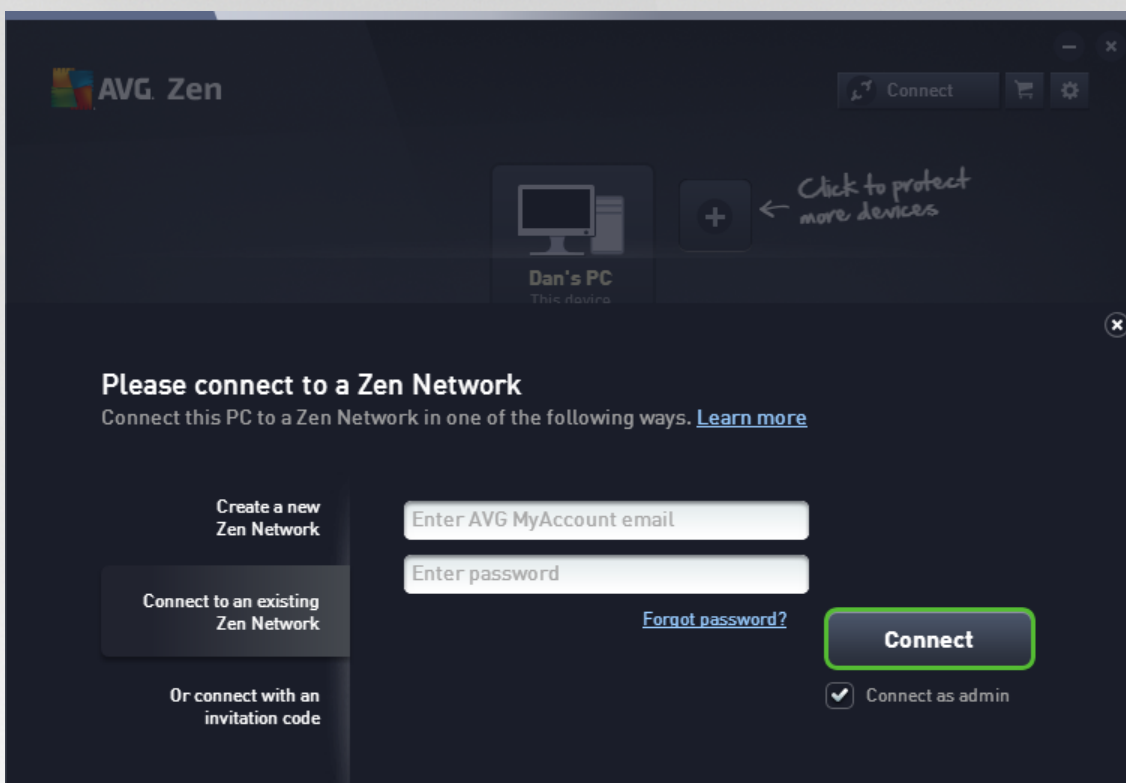 AVG. Zen
Connect
Click to protect
more devices
Dan's PC
This device
Please connect to a Zen Network
Connect this PC to a Zen Network in one of the following ways. Learn more
Create a new
Zen Network
Enter AVG MyAccount email
Enter password
Connect to an existing
Zen Network
Forgot password?
Connect
Or connect with an
invitation code
Connect as admin